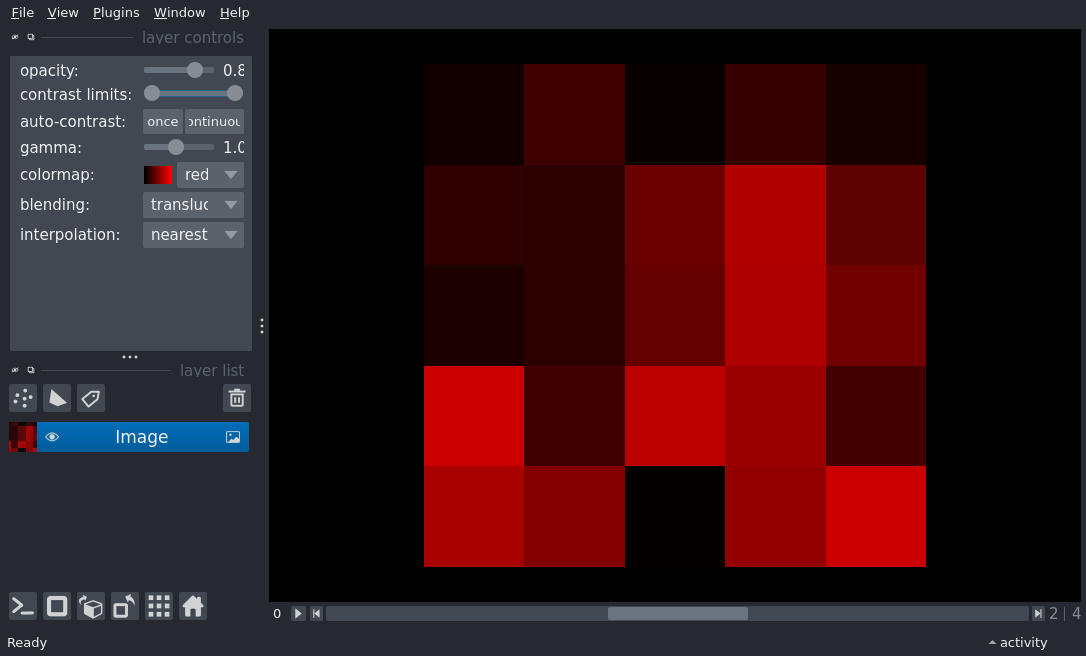 File View Plugins Window Help
layer controls
opacity: 0.8
contrast limits:
auto-contrast: once ontinuou
gamma: 1.0
colormap: red
blending: transluc
interpolation: nearest
layer list
Image
0 2 | 4
Ready activity